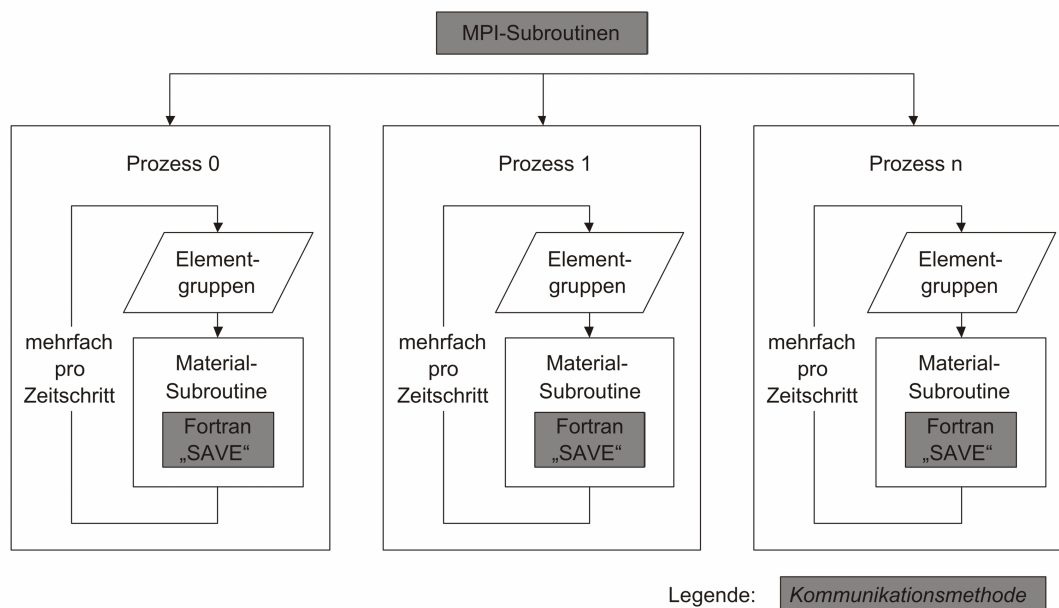 MPI-Subroutinen
Prozess 0
Element-
gruppen
mehrfach
pro
Zeitschritt
Material-
Subroutine
Fortran
„SAVE“
Prozess 1
Element-
gruppen
mehrfach
pro
Zeitschritt
Material-
Subroutine
Fortran
„SAVE“
Prozess n
Element-
gruppen
mehrfach
pro
Zeitschritt
Material-
Subroutine
Fortran
„SAVE“
Legende: Kommunikationsmethode